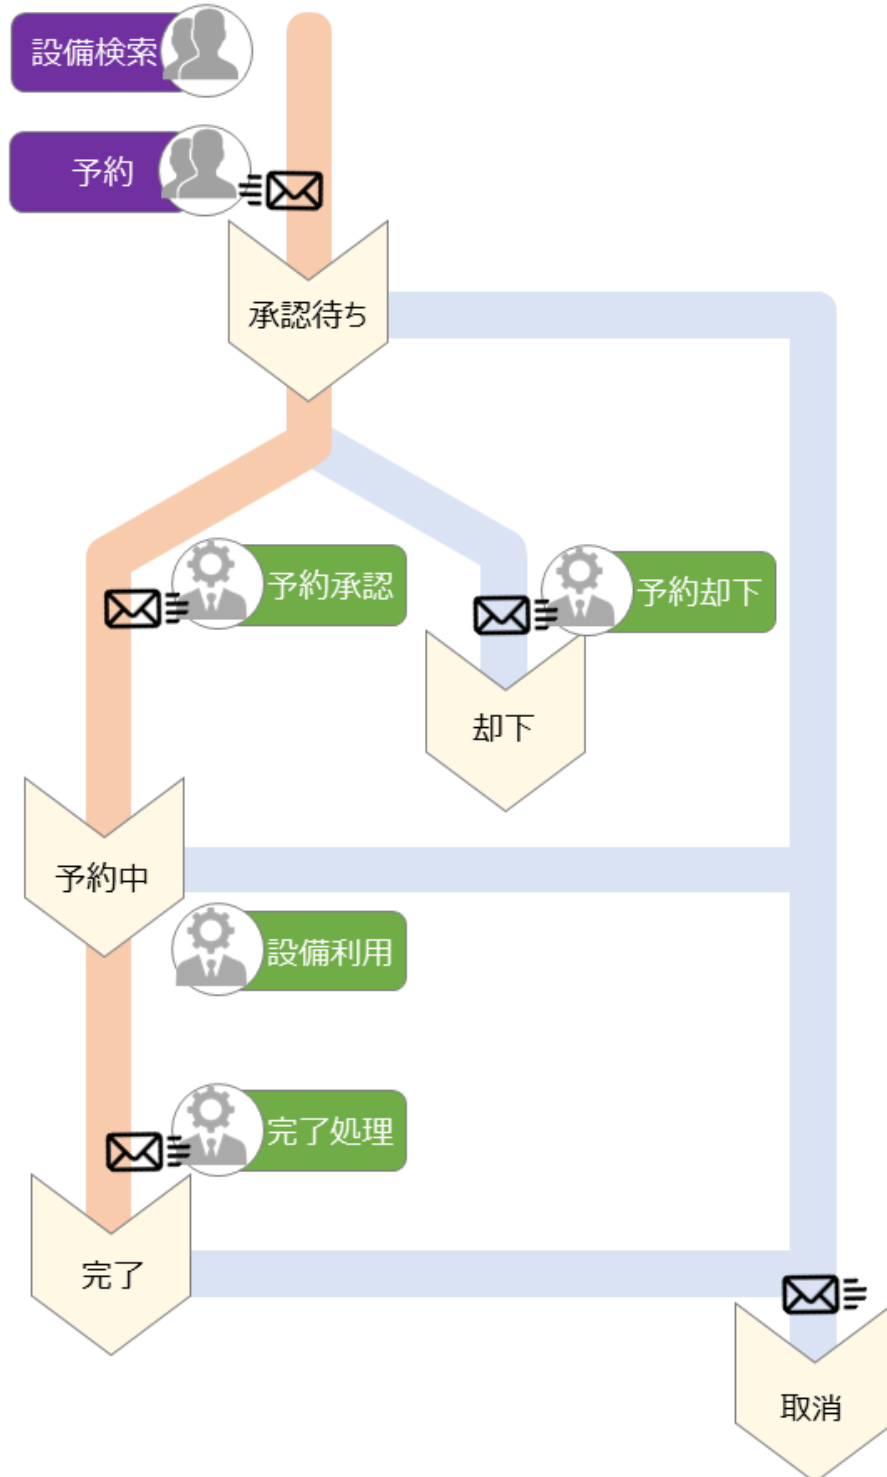 設備検索
予約
承認待ち
予約承認
予約却下
却下
予約中
設備利用
完了処理
完了
取消